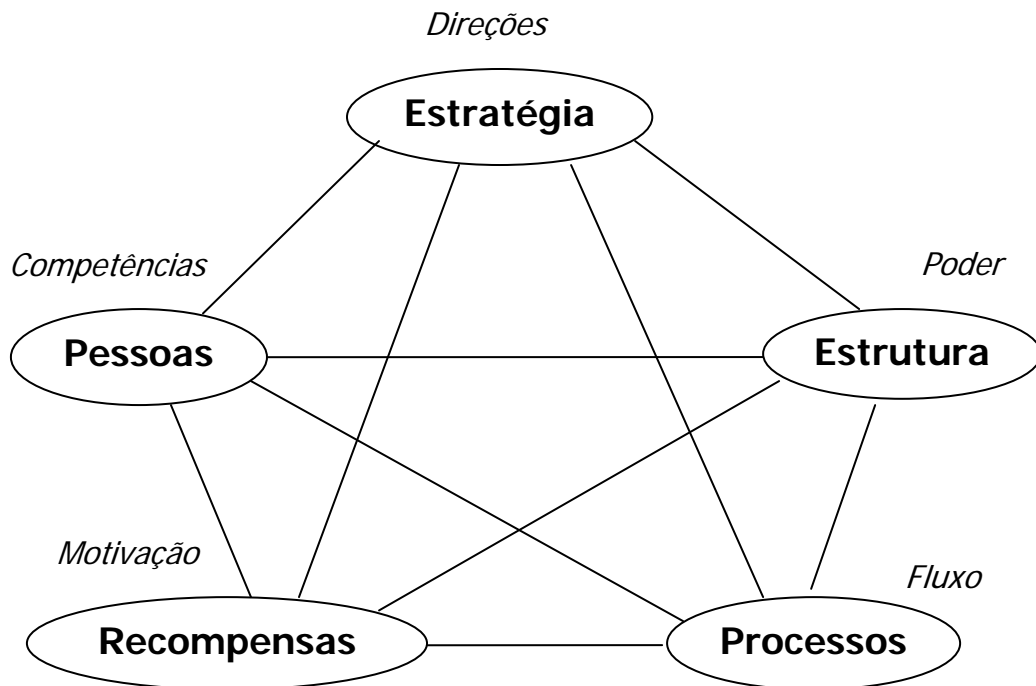 Direções
Estratégia
Competências
Poder
Pessoas
Estrutura
Motivação
Fluxo
Recompensas
Processos